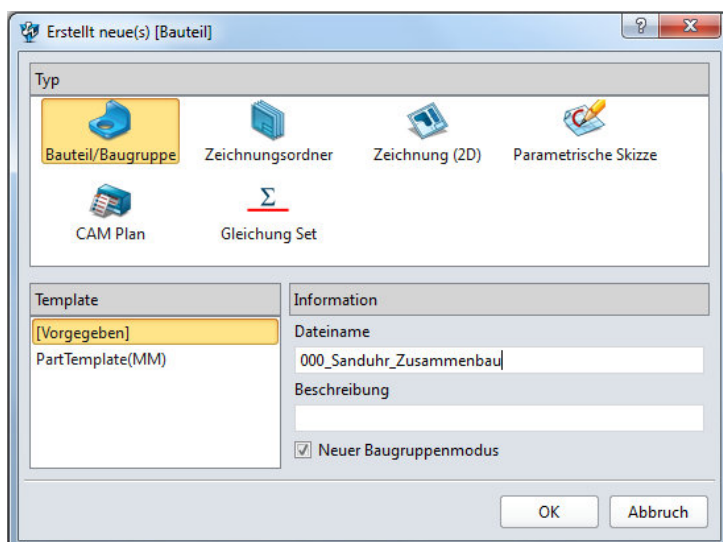 Erstellt neue(s) [Bauteil]
Typ
Bauteil/Baugruppe Zeichnungsordner Zeichnung (2D) Parametrische Skizze
Σ
CAM Plan Gleichung Set
Template
[Vorgegeben]
PartTemplate(MM)
Information
Dateiname
000_Sanduhr_Zusammenbau
Beschreibung
Neuer Baugruppenmodus
OK Abbruch